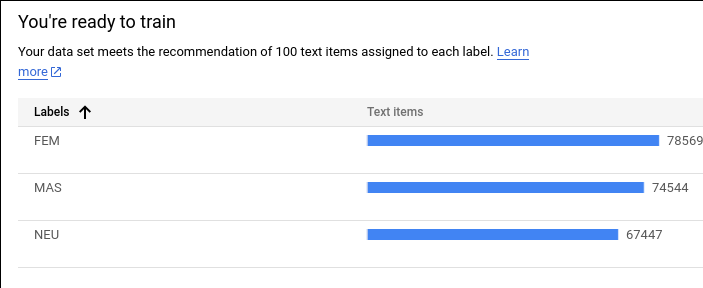 You're ready to train
Your data set meets the recommendation of 100 text items assigned to each label. Learn
more
Labels Text items
FEM 78569
MAS 74544
NEU 67447